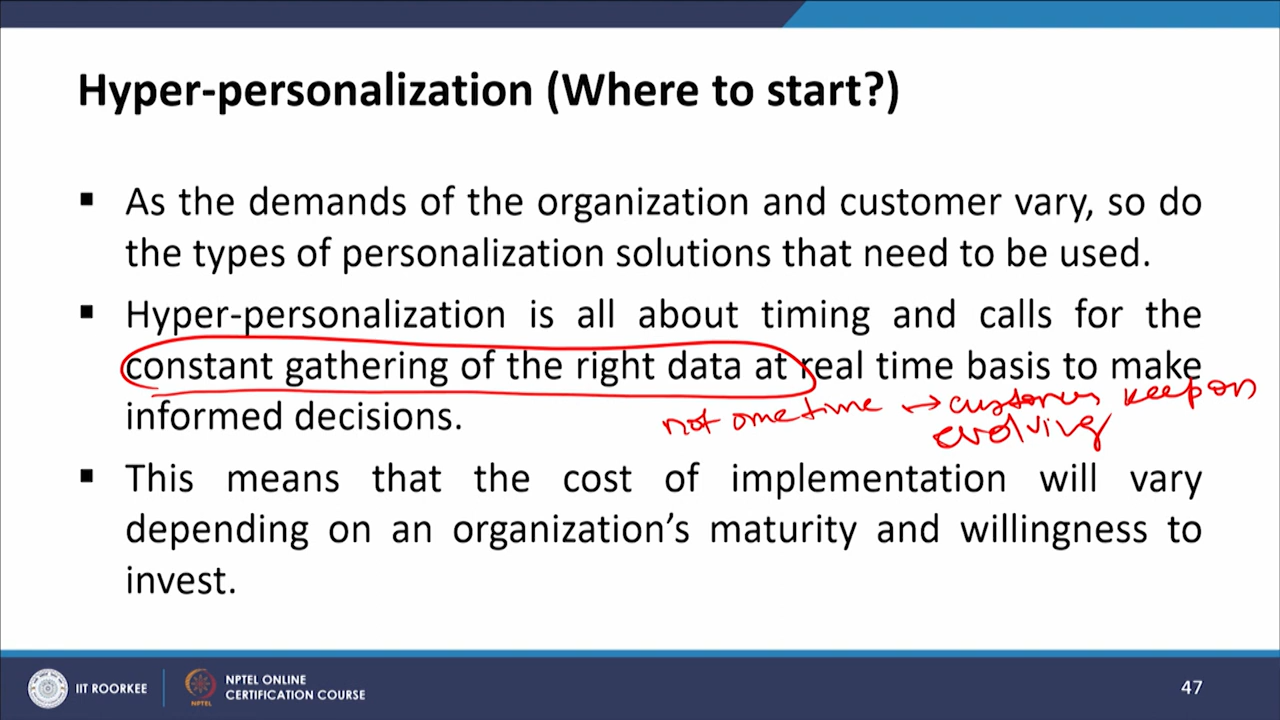 Hyper-personalization (Where to start?)
▪ As the demands of the organization and customer vary, so do
the types of personalization solutions that need to be used.
▪ Hyper-personalization is all about timing and calls for the
constant gathering of the right data at real time basis to make
informed decisions.
not one time → customers keep on
evolving
▪ This means that the cost of implementation will vary
depending on an organization's maturity and willingness to
invest.
IIT ROORKEE
NPTEL
NPTEL ONLINE
CERTIFICATION COURSE
47